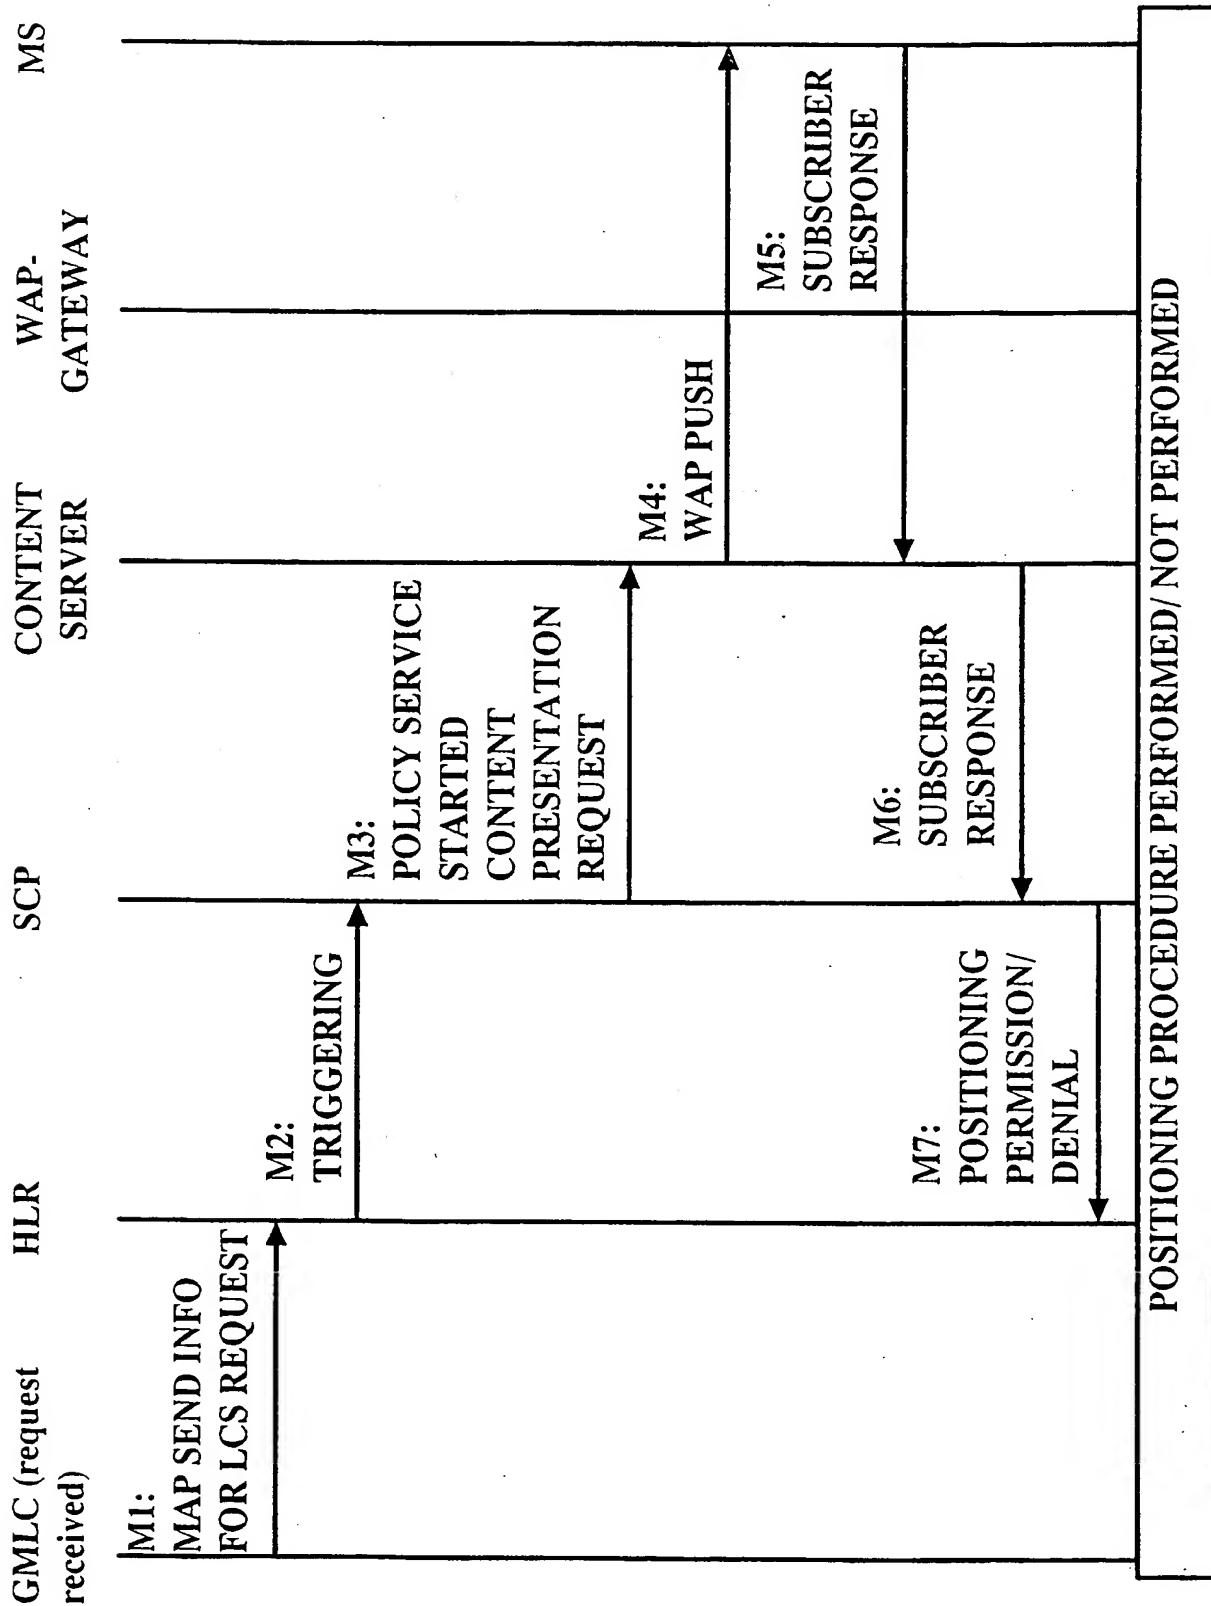 GMLC (request
received)
HLR
SCP
CONTENT
SERVER
WAP-
GATEWAY
MS
M1:
MAP SEND INFO
FOR LCS REQUEST
M2:
TRIGGERING
M3:
POLICY SERVICE
STARTED
CONTENT
PRESENTATION
REQUEST
M4:
WAP PUSH
M5:
SUBSCRIBER
RESPONSE
M6:
SUBSCRIBER
RESPONSE
M7:
POSITIONING
PERMISSION/
DENIAL
POSITIONING PROCEDURE PERFORMED/ NOT PERFORMED